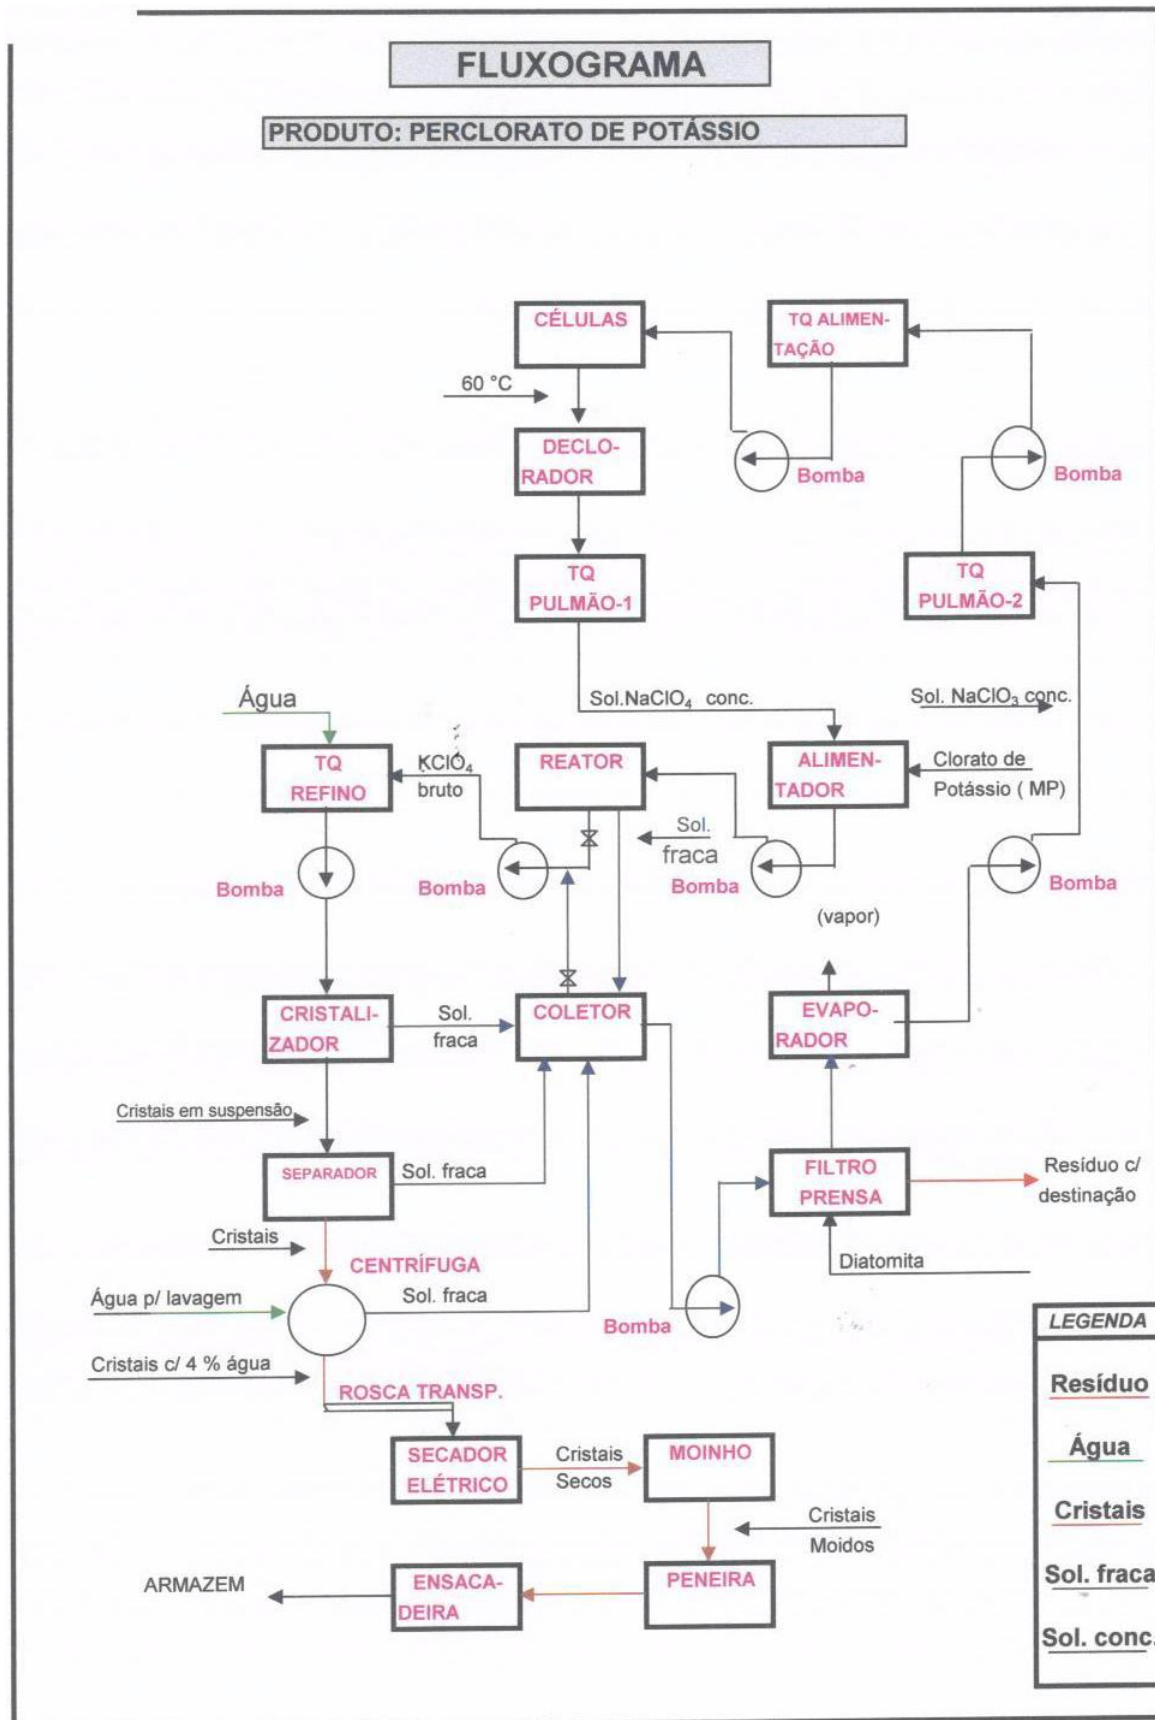 FLUXOGRAMA
PRODUTO: PERCLORATO DE POTÁSSIO
CÉLULAS
TQ ALIMEN-
TAÇÃO
60 °C
DECLO-
RADOR
Bomba
Bomba
TQ
PULMÃO-1
TQ
PULMÃO-2
Água
Sol.NaClO₄ conc.
Sol. NaClO₃ conc.
TQ
REFINO
KClO₄
bruto
REATOR
ALIMEN-
TADOR
Clorato de
Potássio ( MP)
Sol.
fraca
Bomba
Bomba
Bomba
Bomba
(vapor)
CRISTALI-
ZADOR
Sol.
fraca
COLETOR
EVAPO-
RADOR
Cristais em suspensão
SEPARADOR
Sol. fraca
FILTRO
PRENSA
Resíduo c/
destinação
Cristais
CENTRÍFUGA
Diatomita
Água p/ lavagem
Sol. fraca
Bomba
Cristais c/ 4 % água
ROSCA TRANSP.
SECADOR
ELÉTRICO
Cristais
Secos
MOINHO
Cristais
Moidos
ARMAZEM
ENSACA-
DEIRA
PENEIRA
LEGENDA
Resíduo
Água
Cristais
Sol. fraca
Sol. conc.